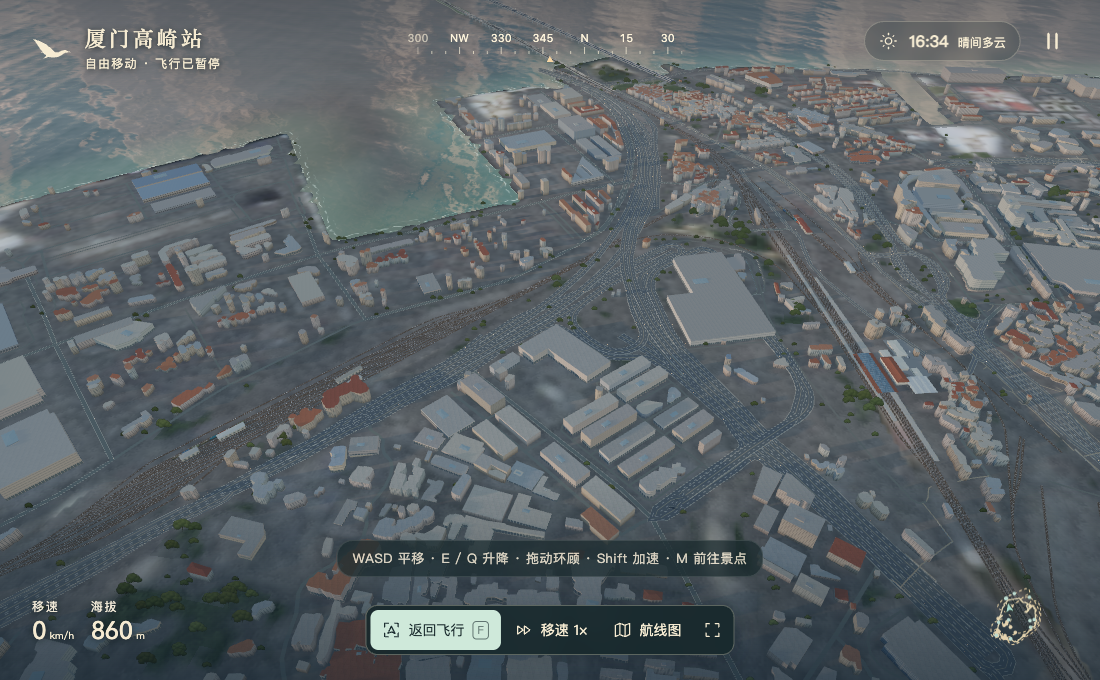 厦门高崎站
自由移动 · 飞行已暂停
300 NW 330 345 N 15 30
16:34 晴间多云
WASD 平移 · E / Q 升降 · 拖动环顾 · Shift 加速 · M 前往景点
移速 海拔
0 km/h 860 m
返回飞行 F 移速 1x 航线图